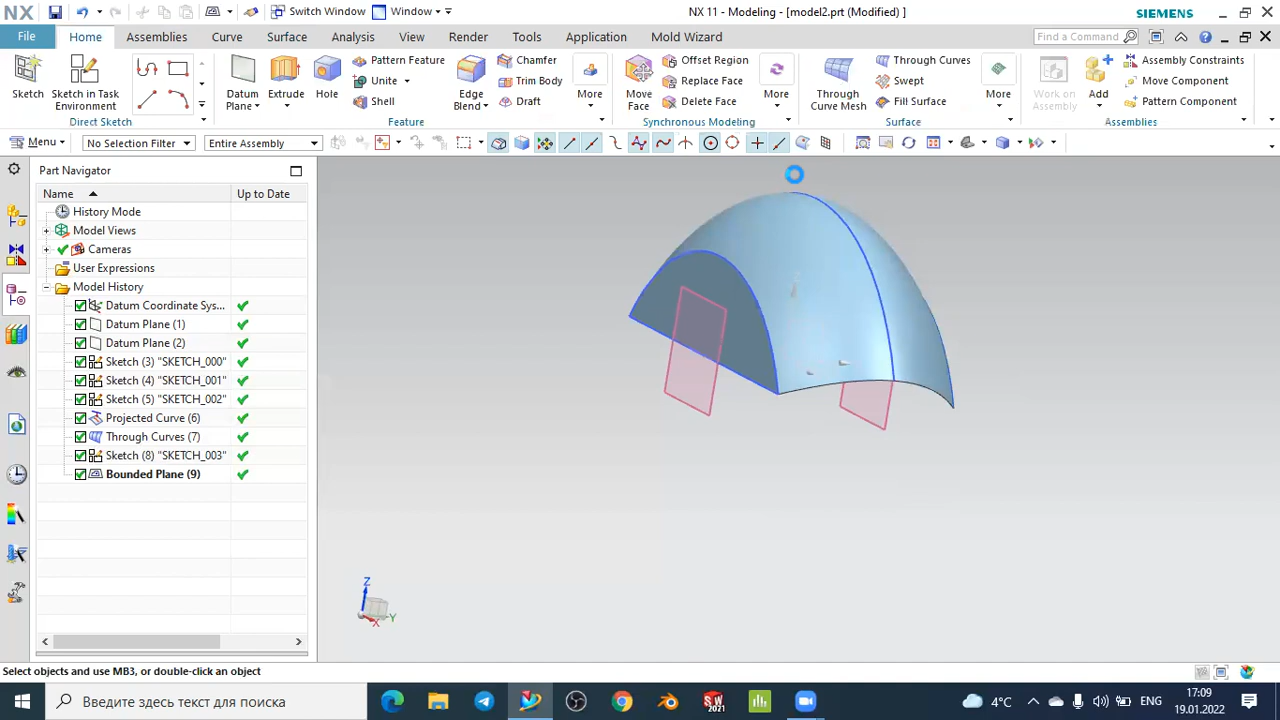 NX Switch Window Window NX 11 - Modeling - [model2.prt (Modified) ] SIEMENS
File Home Assemblies Curve Surface Analysis View Render Tools Application Mold Wizard Find a Command
Sketch Sketch in Task Environment Direct Sketch
Datum Plane Extrude Hole Pattern Feature Unite Shell Edge Blend Chamfer Trim Body Draft More Feature
Move Face Offset Region Replace Face Delete Face More Synchronous Modeling
Through Curve Mesh Through Curves Swept Fill Surface More Surface
Work on Assembly Add Assembly Constraints Move Component Pattern Component Assemblies
Menu No Selection Filter Entire Assembly
Part Navigator
Name Up to Date
History Mode
Model Views
Cameras
User Expressions
Model History
Datum Coordinate Sys...
Datum Plane (1)
Datum Plane (2)
Sketch (3) "SKETCH_000"
Sketch (4) "SKETCH_001"
Sketch (5) "SKETCH_002"
Projected Curve (6)
Through Curves (7)
Sketch (8) "SKETCH_003"
Bounded Plane (9)
Z
Y
X
Select objects and use MB3, or double-click an object
Введите здесь текст для поиска SW 2021 4°C ENG 17:09
19.01.2022